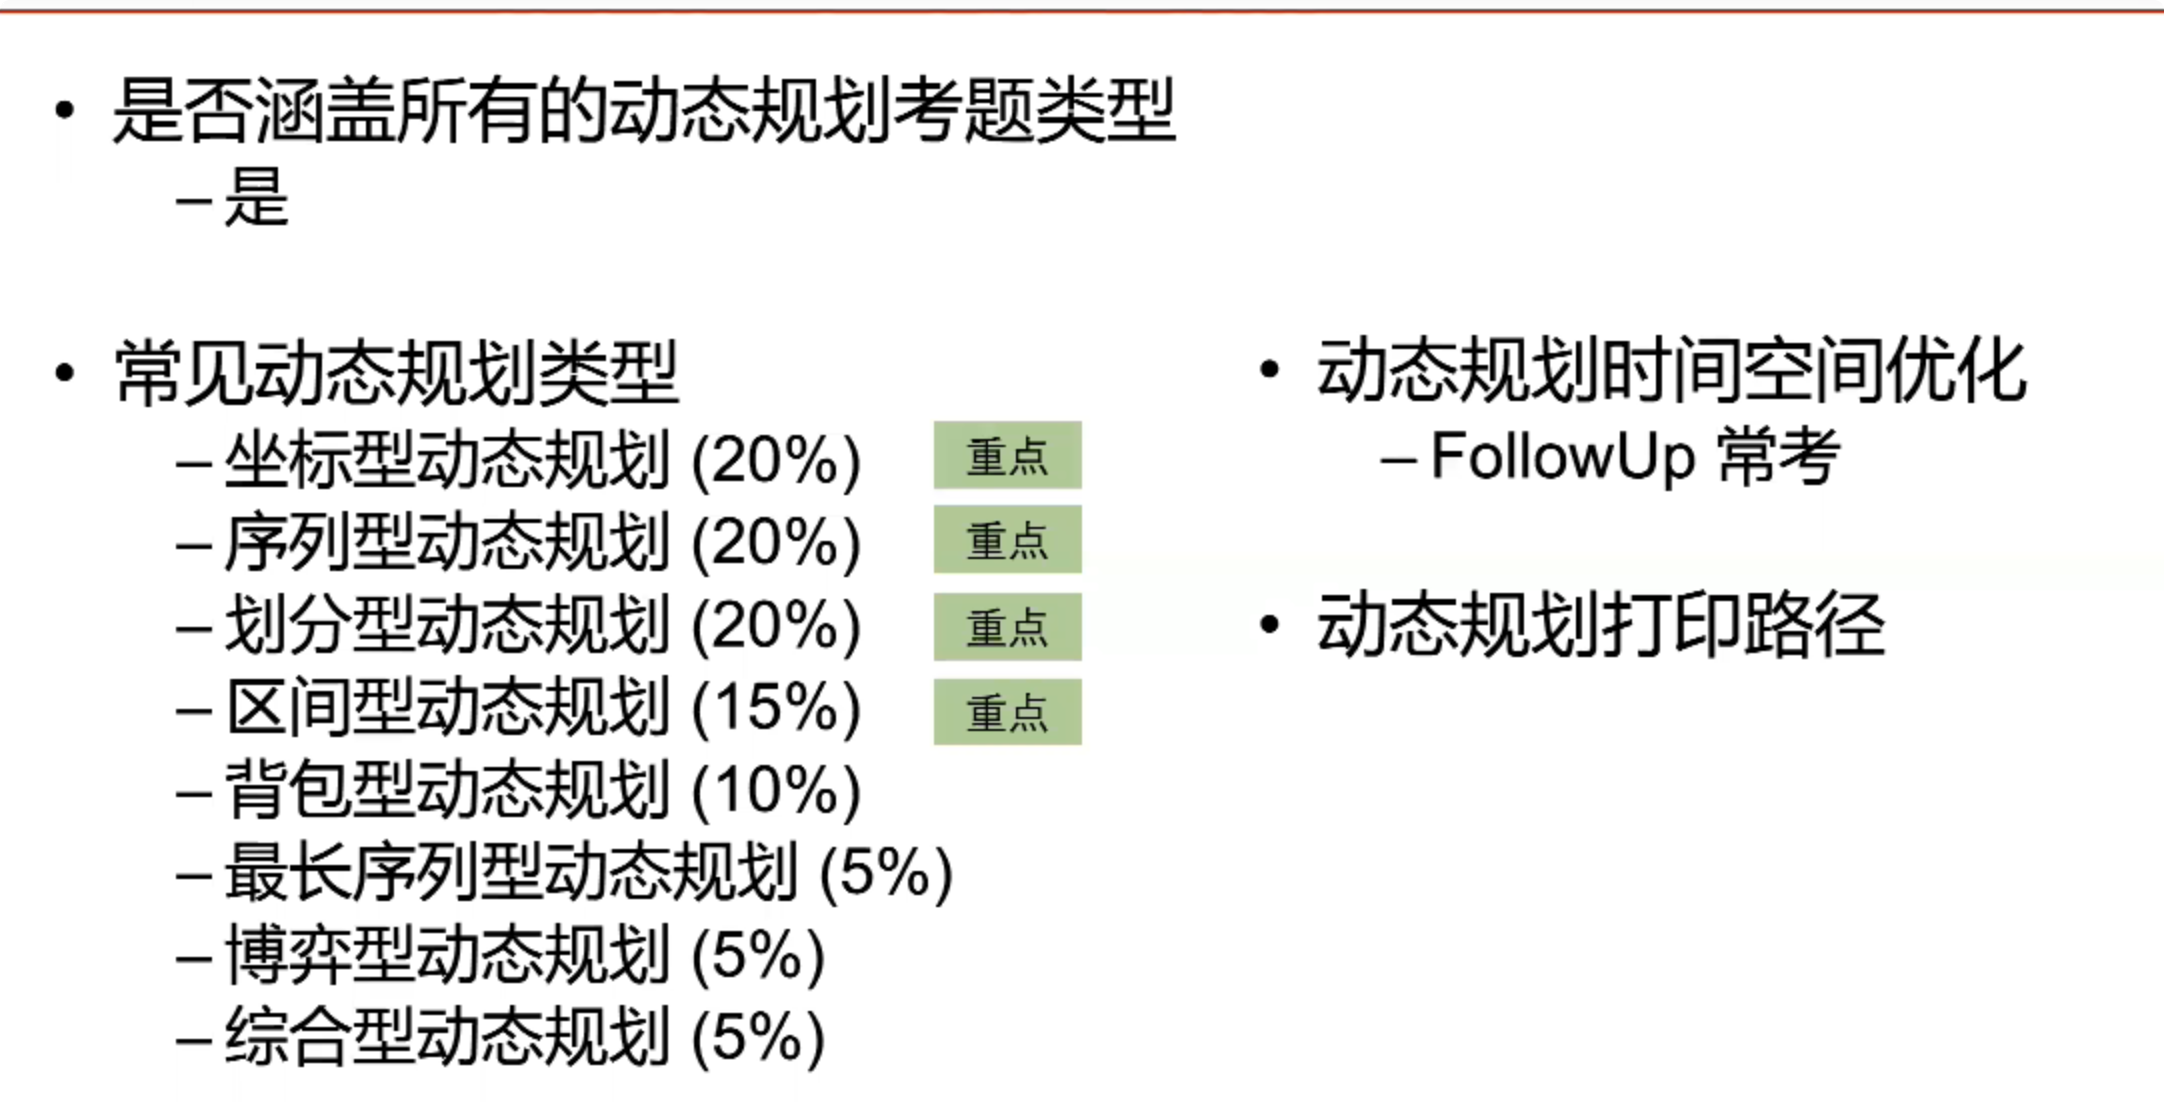 • 是否涵盖所有的动态规划考题类型
– 是
• 常见动态规划类型
– 坐标型动态规划 (20%) 重点
– 序列型动态规划 (20%) 重点
– 划分型动态规划 (20%) 重点
– 区间型动态规划 (15%) 重点
– 背包型动态规划 (10%)
– 最长序列型动态规划 (5%)
– 博弈型动态规划 (5%)
– 综合型动态规划 (5%)
• 动态规划时间空间优化
– FollowUp 常考
• 动态规划打印路径